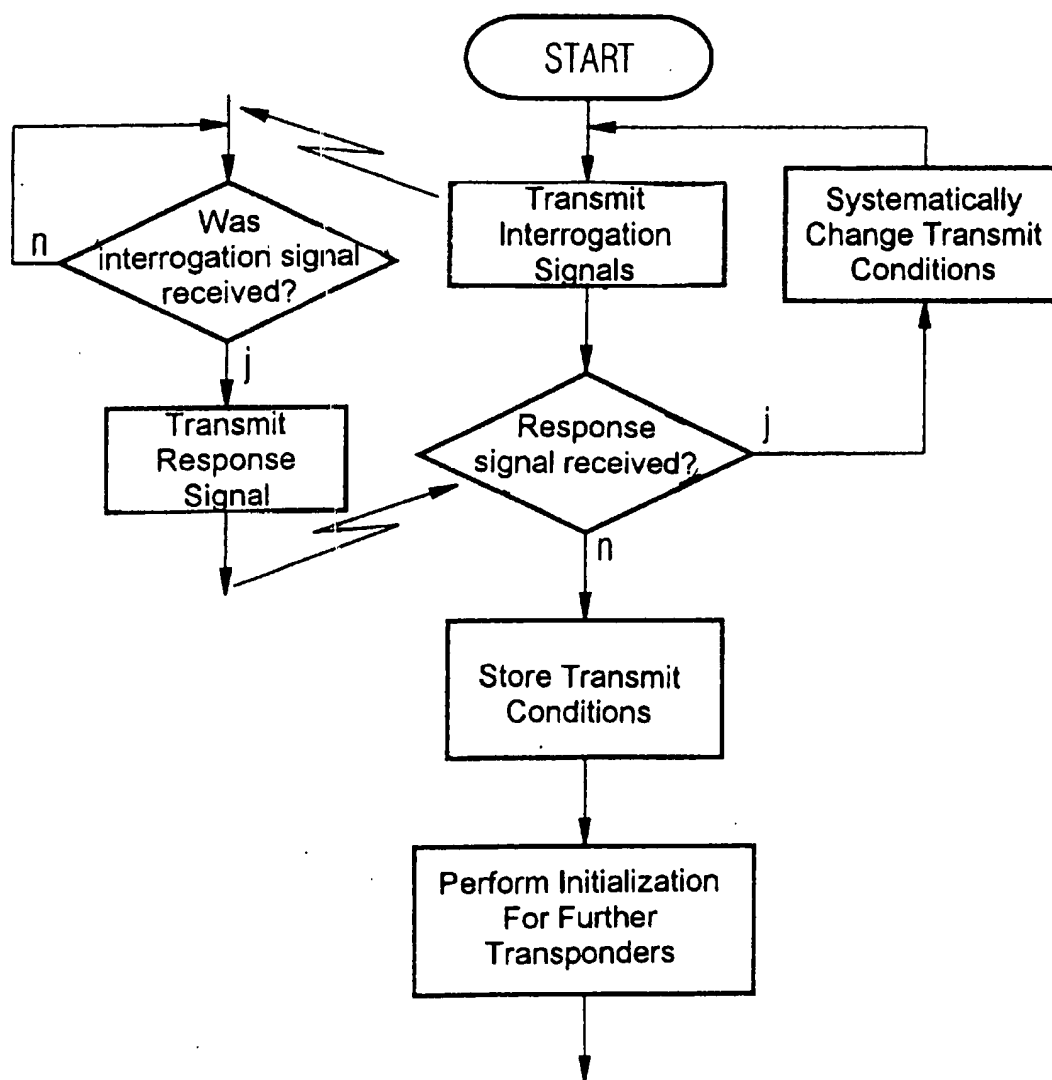 START
Transmit
Interrogation
Signals
Systematically
Change Transmit
Conditions
Was
interrogation signal
received?
n
j
Transmit
Response
Signal
Response
signal received?
j
n
Store Transmit
Conditions
Perform Initialization
For Further
Transponders